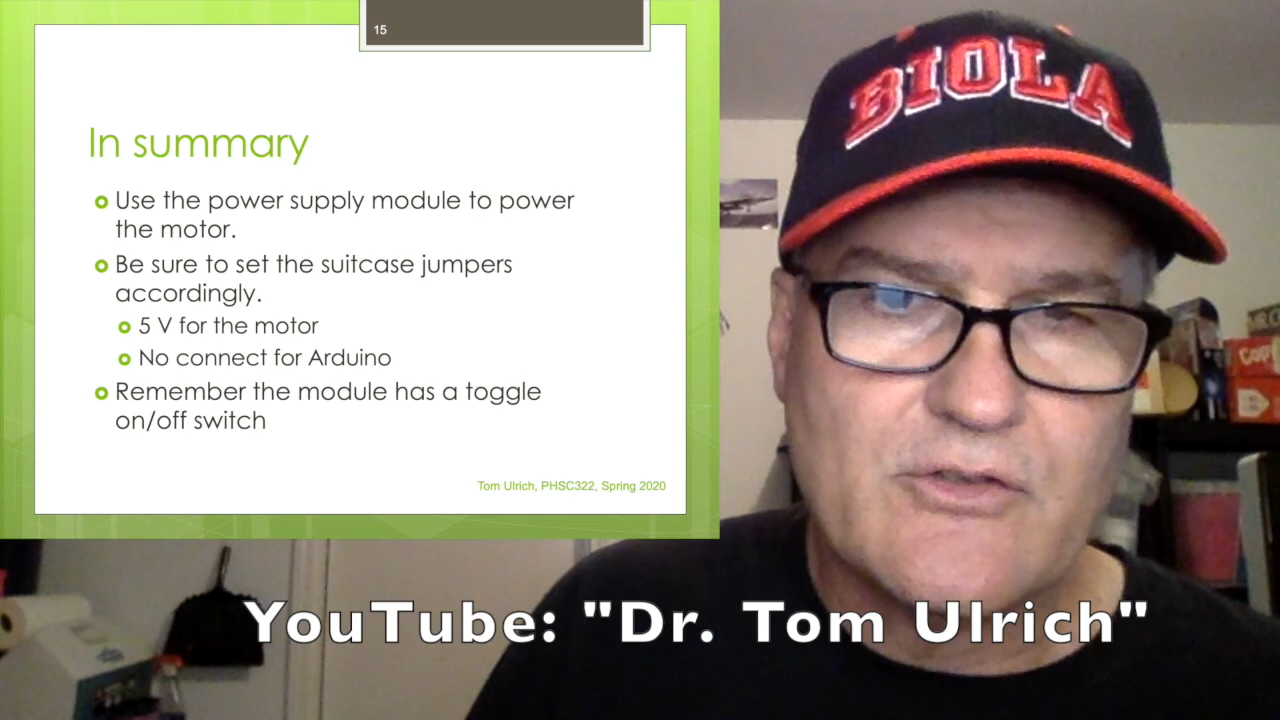 15
In summary
Use the power supply module to power
the motor.
Be sure to set the suitcase jumpers
accordingly.
5 V for the motor
No connect for Arduino
Remember the module has a toggle
on/off switch
Tom Ulrich, PHSC322, Spring 2020
BIOLA
YouTube: "Dr. Tom Ulrich"